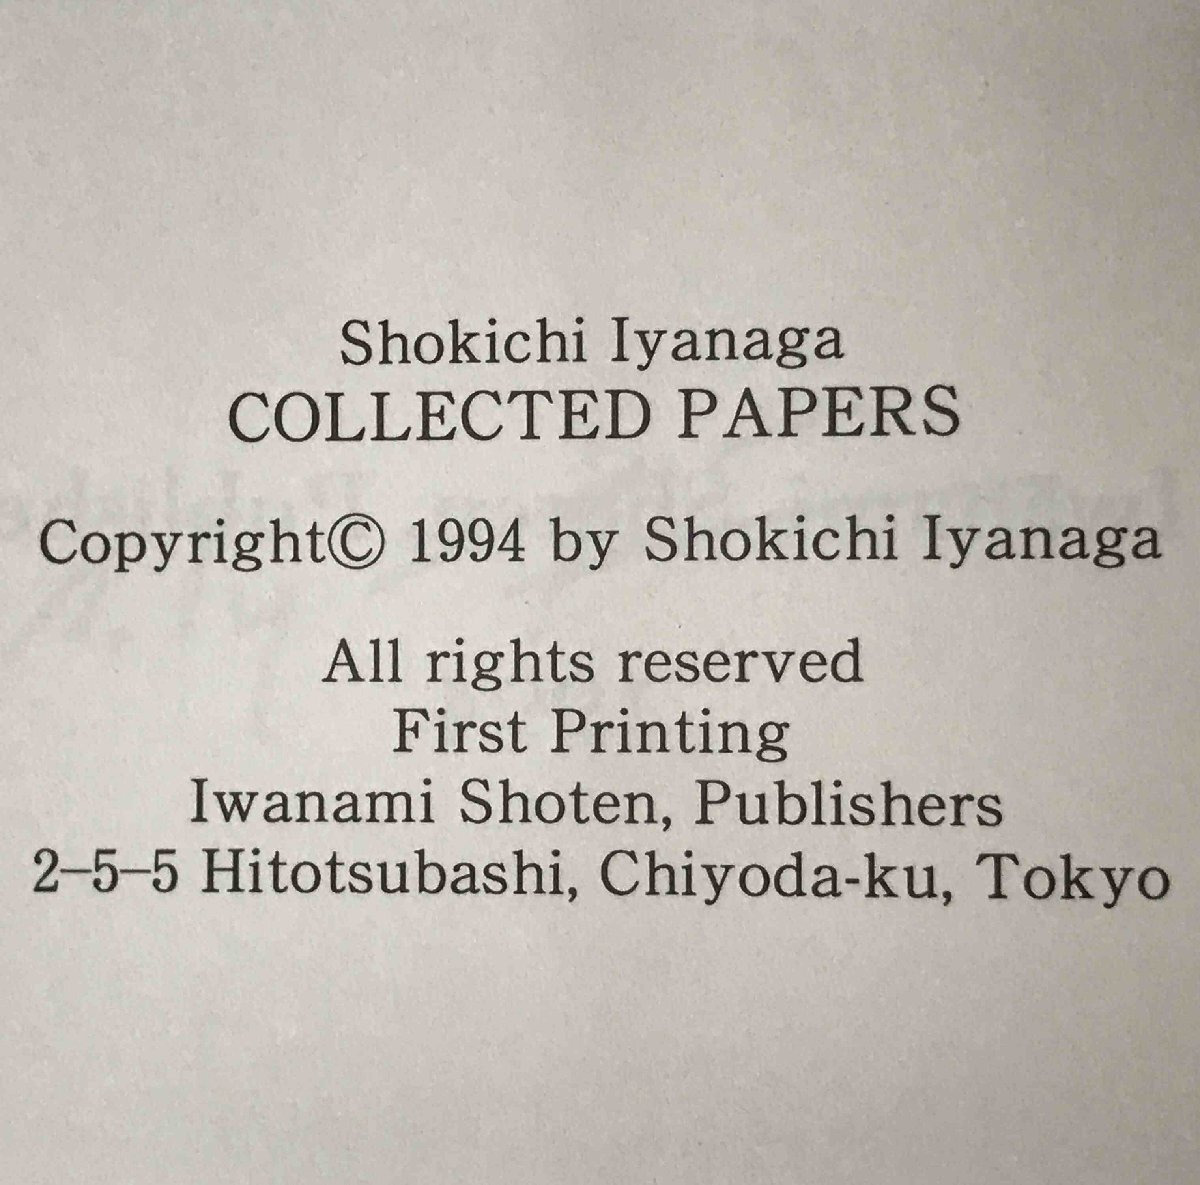 Shokichi Iyanaga
COLLECTED PAPERS
Copyright© 1994 by Shokichi Iyanaga
All rights reserved
First Printing
Iwanami Shoten, Publishers
2–5–5 Hitotsubashi, Chiyoda-ku, Tokyo